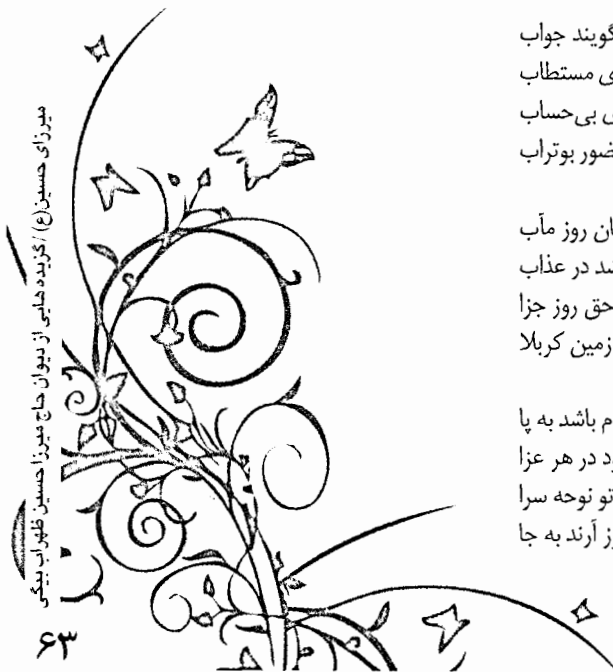 گویند جواب
ی مستطاب
ی بی‌حساب
ضور بوتراب
ان روز مآب
شد در عذاب
حق روز جزا
زمین کربلا
م باشد به پا
ود در هر عزا
تو نوحه سرا
وز آرند به جا
میرزای حسین(ع) / گزیده هایی از دیوان حاج میرزا حسین ظهراب بیگی
۶۳